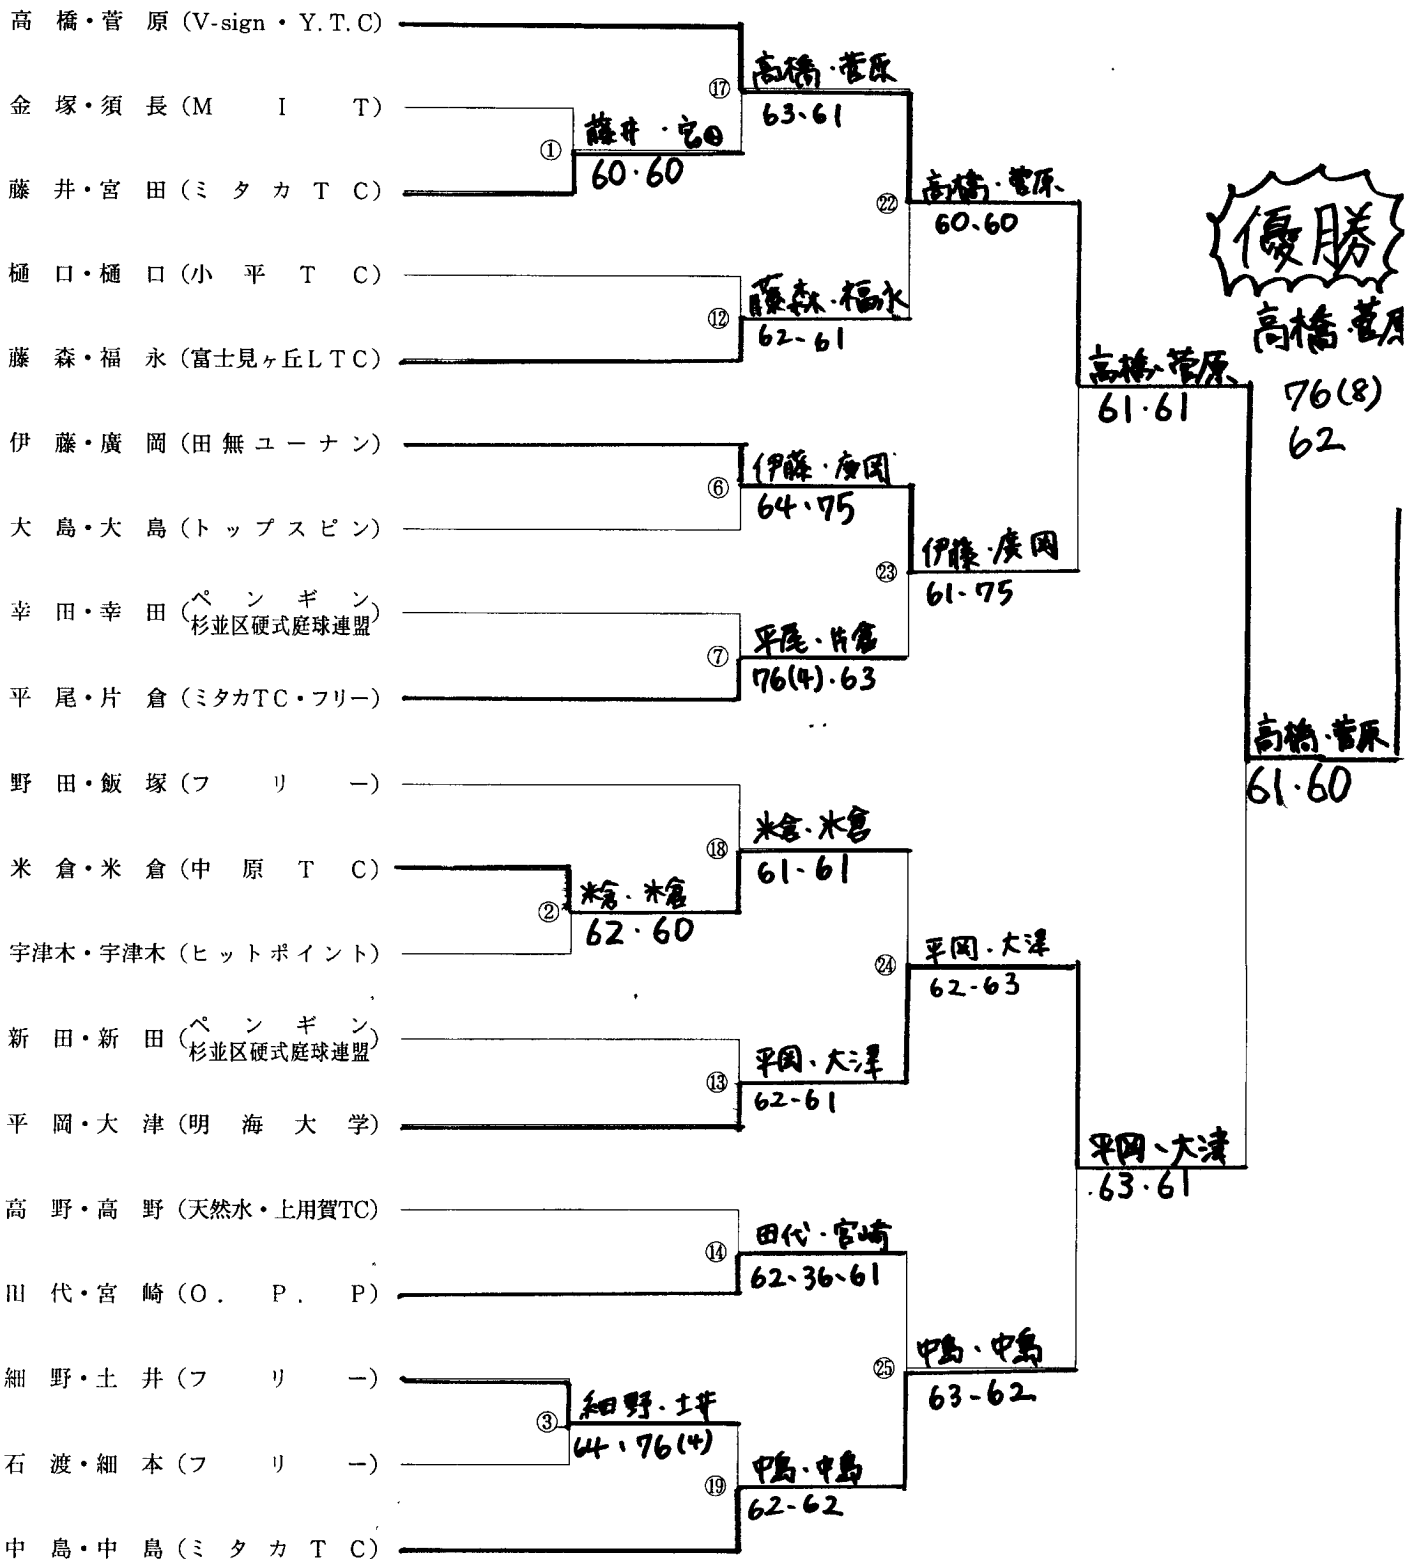 高橋・菅原 (V-sign・Y.T.C)
高橋・菅原
⑰
63.61
金塚・須長 (MIT)
藤井・宮田
①
60.60
藤井・宮田 (ミタカTC)
高橋・菅原
㉒
60.60
優勝
高橋・菅原
76(8)
62
樋口・樋口 (小平TC)
藤森・福永
⑫
62-61
藤森・福永 (富士見ヶ丘LTC)
高橋・菅原
61.61
伊藤・廣岡 (田無ユーナン)
伊藤・廣岡
⑥
64.75
大島・大島 (トップスピン)
伊藤・廣岡
㉓
61-75
幸田・幸田 (ペンギン
杉並区硬式庭球連盟)
平尾・片倉
⑦
76(4).63
平尾・片倉 (ミタカTC・フリー)
高橋・菅原
61.60
野田・飯塚 (フリー)
米倉・米倉
⑱
61-61
米倉・米倉 (中原TC)
米倉・米倉
②
62.60
宇津木・宇津木 (ヒットポイント)
平岡・大津
㉔
62-63
新田・新田 (ペンギン
杉並区硬式庭球連盟)
平岡・大津
⑬
62-61
平岡・大津 (明海大学)
平岡・大津
63.61
高野・高野 (天然水・上用賀TC)
田代・宮崎
⑭
62-36-61
田代・宮崎 (O.P.P)
中島・中島
㉕
63-62
細野・土井 (フリー)
細野・土井
③
64.76(4)
石渡・細本 (フリー)
中島・中島
⑲
62-62
中島・中島 (ミタカTC)